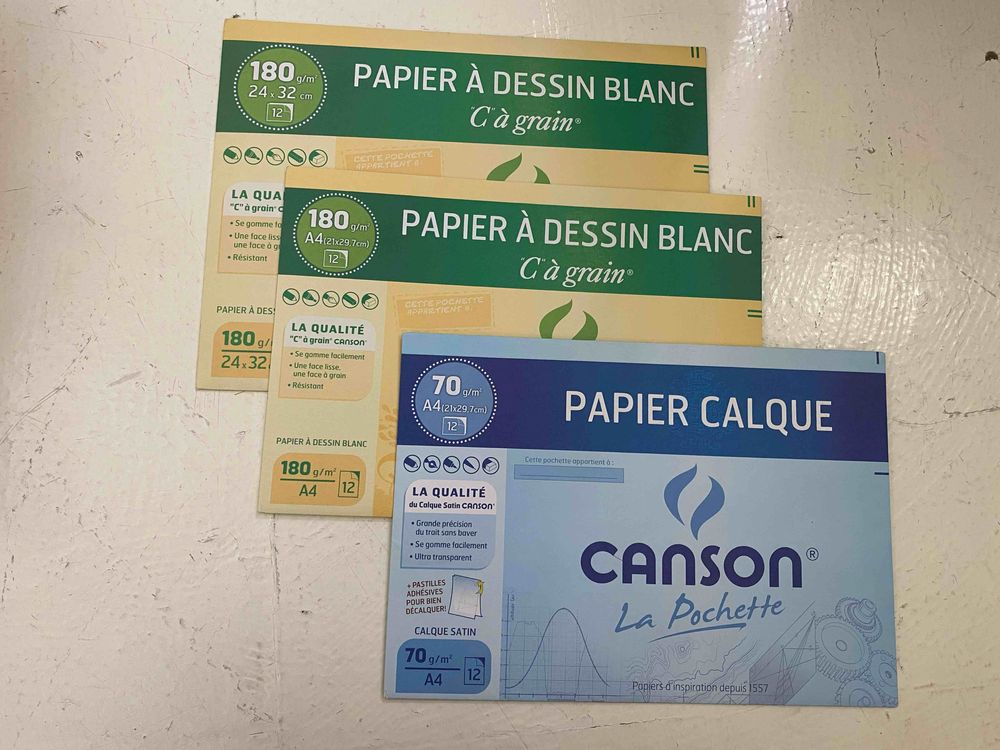 180 g/m²
24 x 32 cm
12
PAPIER À DESSIN BLANC
"C" à grain®
CETTE POCHETTE
APPARTIENT À:
LA QUA
"C" à grain® C
• Se gomme fa
• Une face liss
une face à g
• Résistant
PAPIER À DES
180 g/
24 x 32
180 g/m²
A4 (21x29,7cm)
12
PAPIER À DESSIN BLANC
"C" à grain®
CETTE POCHETTE
APPARTIENT À:
LA QUALITÉ
"C" à grain® CANSON®
• Se gomme facilement
• Une face lisse,
une face à grain
• Résistant
PAPIER À DESSIN BLANC
180 g/m²
A4
12
70 g/m²
A4 (21x29,7cm)
12
PAPIER CALQUE
Cette pochette appartient à :
LA QUALITÉ
du Calque Satin CANSON®
• Grande précision
du trait sans baver
• Se gomme facilement
• Ultra transparent
+ PASTILLES
ADHÉSIVES
POUR BIEN
DÉCALQUER!
CALQUE SATIN
70 g/m²
A4
12
CANSON®
La Pochette
Papiers d'inspiration depuis 1557